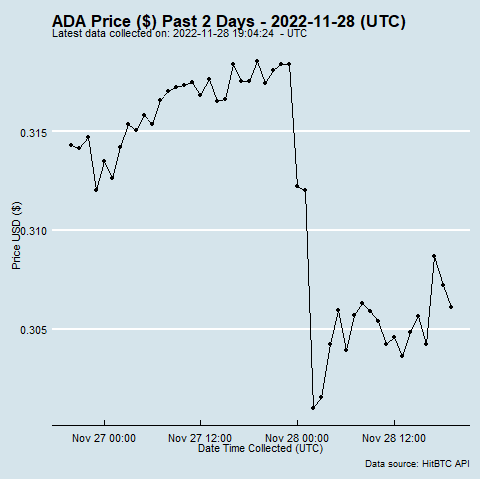 ADA Price ($) Past 2 Days - 2022-11-28 (UTC)
Latest data collected on: 2022-11-28 19:04:24  - UTC
0.315
0.310
0.305
Price USD ($)
Nov 27 00:00 Nov 27 12:00 Nov 28 00:00 Nov 28 12:00
Date Time Collected (UTC)
Data source: HitBTC API